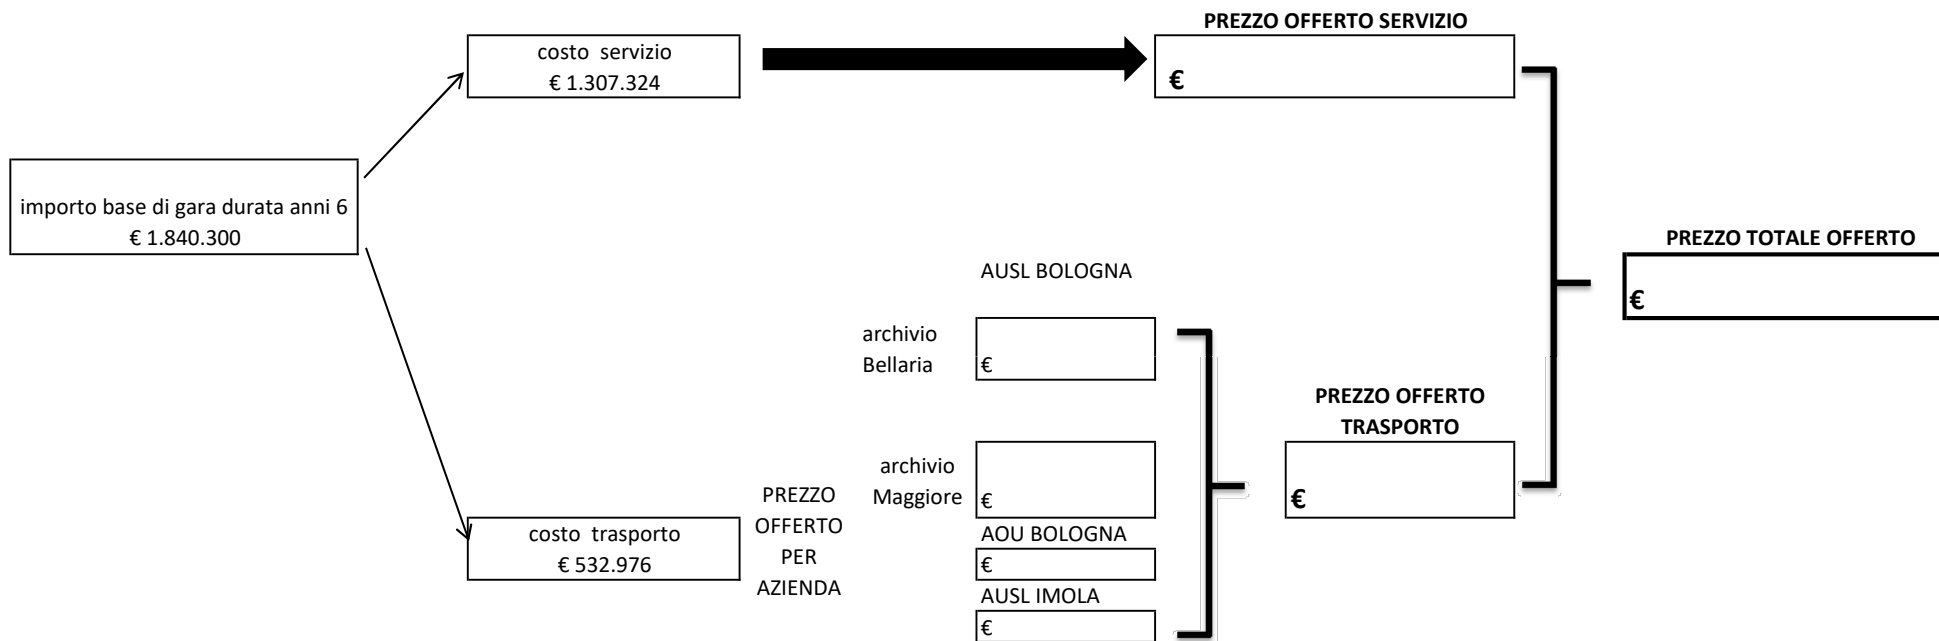 PREZZO OFFERTO SERVIZIO
costo servizio
€ 1.307.324
€
importo base di gara durata anni 6
€ 1.840.300
PREZZO TOTALE OFFERTO
€
AUSL BOLOGNA
archivio
Bellaria
€
PREZZO OFFERTO
TRASPORTO
€
archivio
Maggiore
€
costo trasporto
€ 532.976
PREZZO
OFFERTO
PER
AZIENDA
AOU BOLOGNA
€
AUSL IMOLA
€